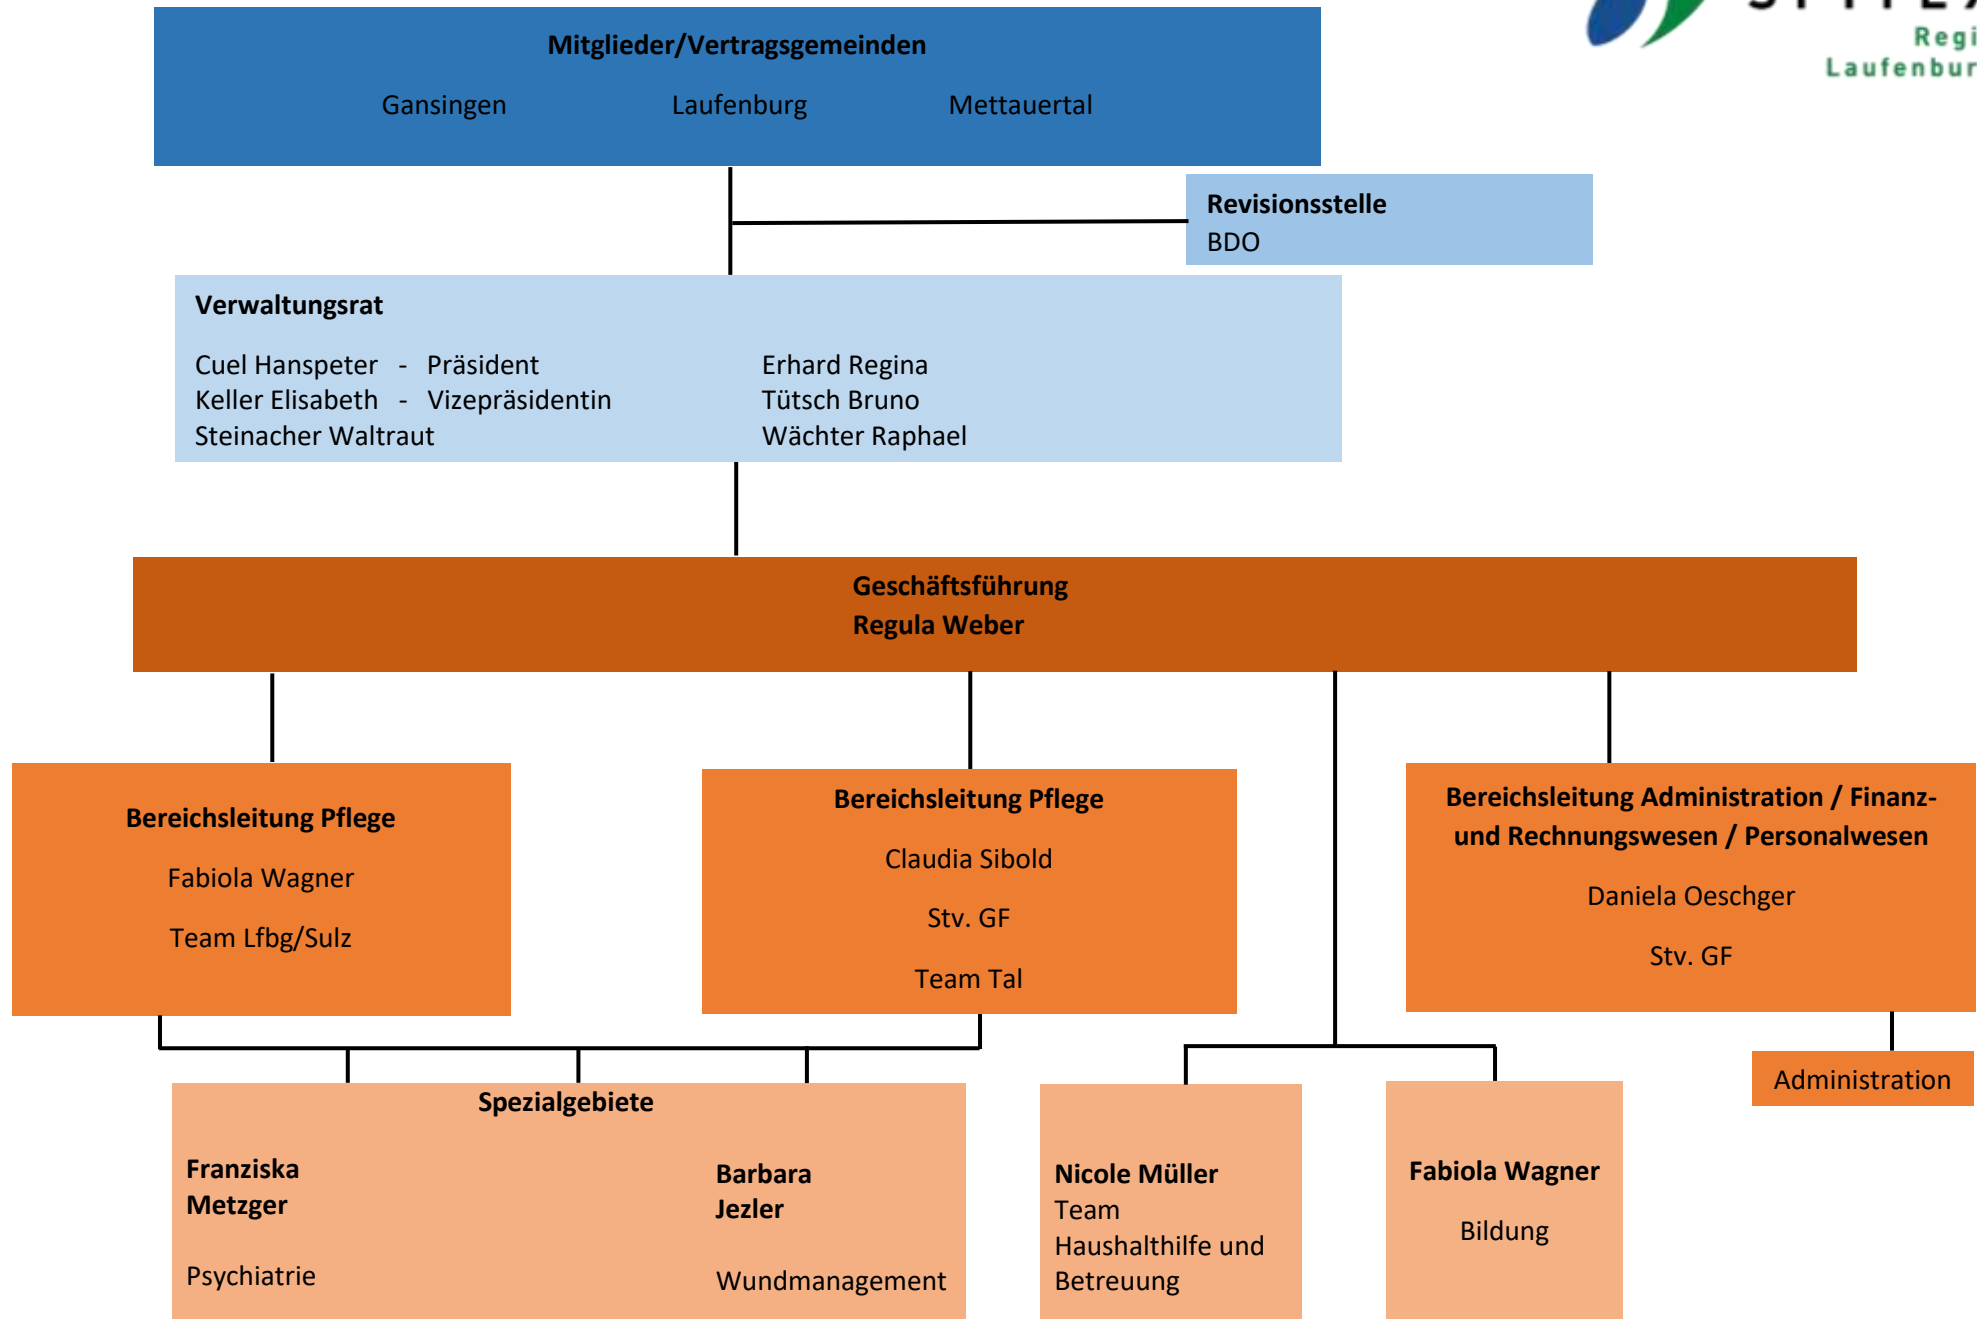 Mitglieder/Vertragsgemeinden
Gansingen Laufenburg Mettauertal
Revisionsstelle
BDO
Verwaltungsrat
Cuel Hanspeter - Präsident Erhard Regina
Keller Elisabeth - Vizepräsidentin Tütsch Bruno
Steinacher Waltraut Wächter Raphael
Geschäftsführung
Regula Weber
Bereichsleitung Pflege
Fabiola Wagner
Team Lfbg/Sulz
Bereichsleitung Pflege
Claudia Sibold
Stv. GF
Team Tal
Bereichsleitung Administration / Finanz-
und Rechnungswesen / Personalwesen
Daniela Oeschger
Stv. GF
Administration
Spezialgebiete
Franziska
Metzger
Psychiatrie
Barbara
Jezler
Wundmanagement
Nicole Müller
Team
Haushalthilfe und
Betreuung
Fabiola Wagner
Bildung